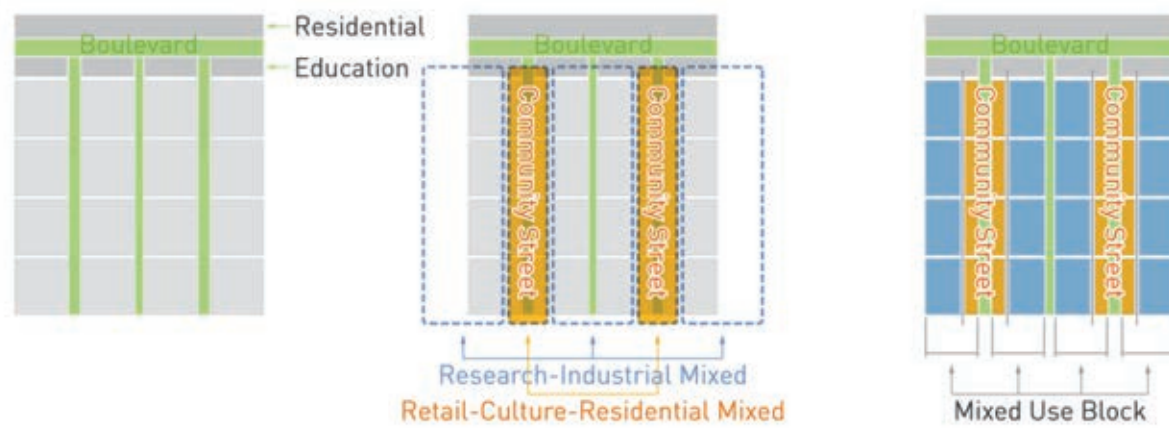 Boulevard
Residential
Education
Boulevard
Community Street
Community Street
Research-Industrial Mixed
Retail-Culture-Residential Mixed
Boulevard
Community Street
Community Street
Mixed Use Block